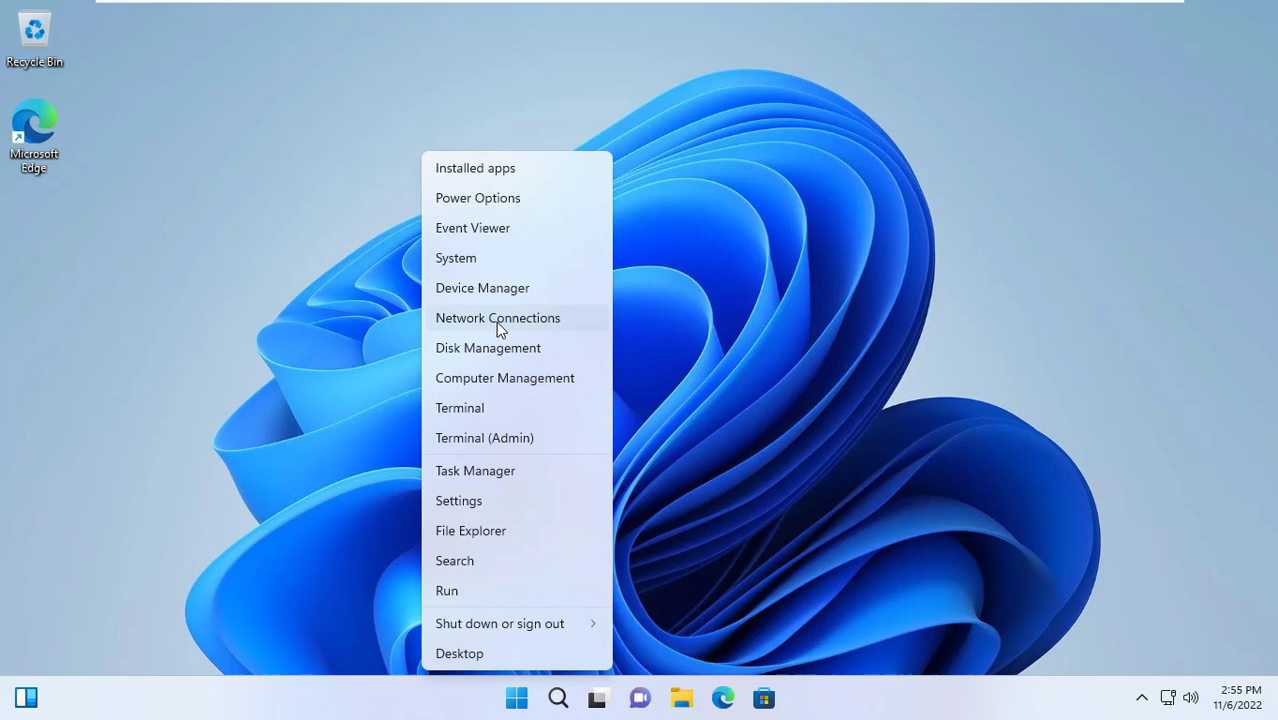 Recycle Bin
Microsoft
Edge
Installed apps
Power Options
Event Viewer
System
Device Manager
Network Connections
Disk Management
Computer Management
Terminal
Terminal (Admin)
Task Manager
Settings
File Explorer
Search
Run
Shut down or sign out
Desktop
2:55 PM
11/6/2022